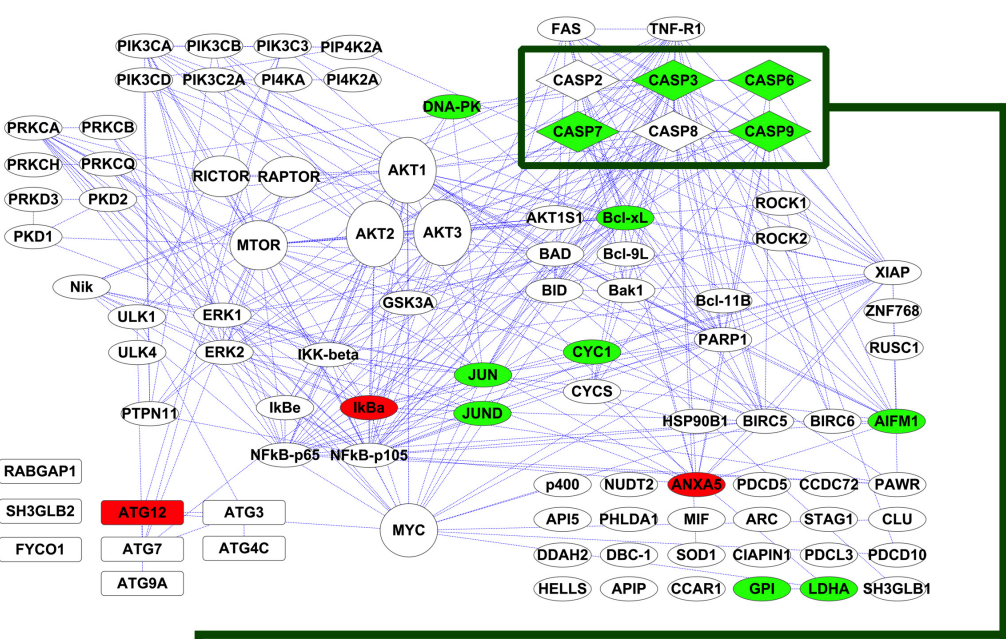 FAS TNF-R1
PIK3CA PIK3CB PIK3C3 PIP4K2A
PIK3CD PIK3C2A PI4KA PI4K2A
CASP2 CASP3 CASP6
DNA-PK
CASP7 CASP8 CASP9
PRKCA PRKCB
PRKCH PRKCQ
RICTOR RAPTOR AKT1
PRKD3 PKD2
ROCK1
AKT1S1 Bcl-xL
PKD1 MTOR AKT2 AKT3
ROCK2
BAD Bcl-9L
XIAP
Nik BID Bak1
GSK3A Bcl-11B
ULK1 ERK1 ZNF768
PARP1
ULK4 ERK2 IKK-beta CYC1 RUSC1
JUN
CYCS
PTPN11 IkBe IkBa JUND
HSP90B1 BIRC5 BIRC6 AIFM1
NFkB-p65 NFkB-p105
RABGAP1
p400 NUDT2 ANXA5 PDCD5 CCDC72 PAWR
SH3GLB2 ATG12 ATG3
API5 PHLDA1 MIF ARC STAG1 CLU
MYC
FYCO1 ATG7 ATG4C
DDAH2 DBC-1 SOD1 CIAPIN1 PDCL3 PDCD10
ATG9A
HELLS APIP CCAR1 GPI LDHA SH3GLB1